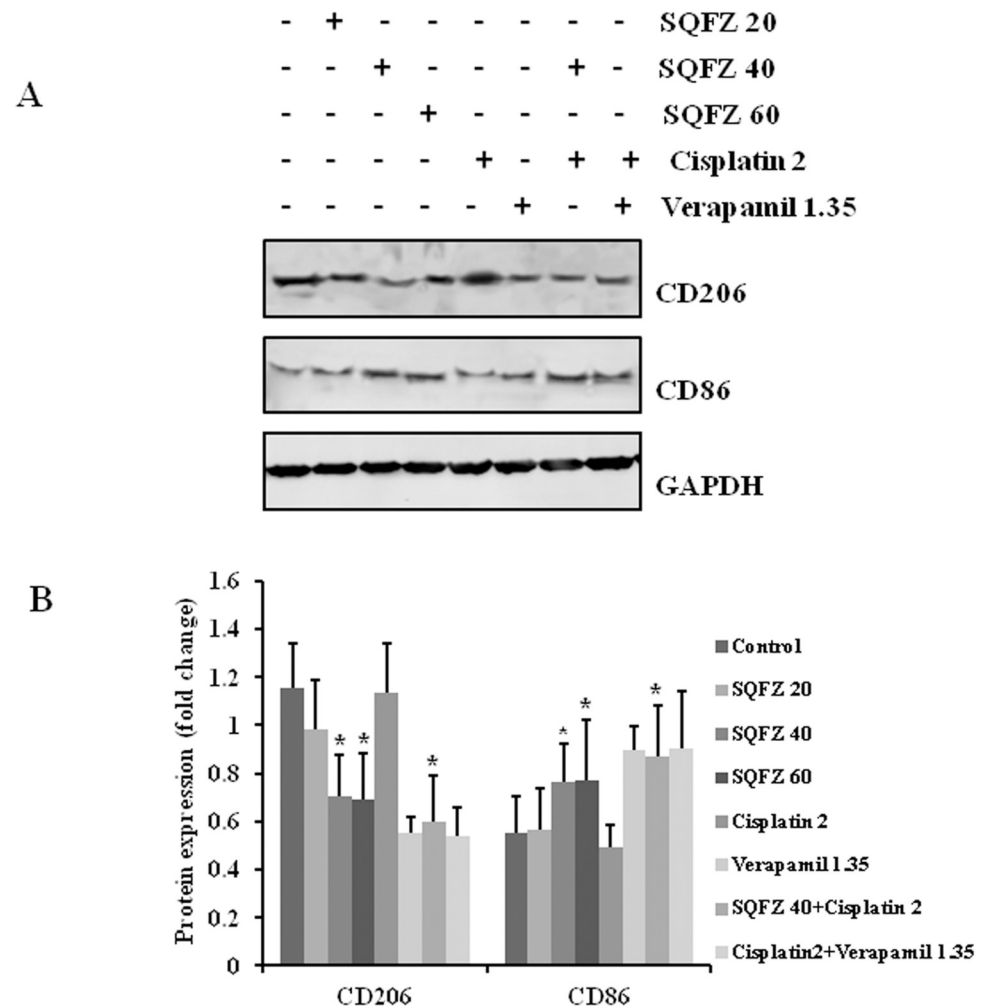 A
- + - - - - - - SQFZ 20
- - + - - - + - SQFZ 40
- - - + - - - - SQFZ 60
- - - - + - + + Cisplatin 2
- - - - - + - + Verapamil 1.35
CD206
CD86
GAPDH
B
Protein expression (fold change)
1.6
1.4
1.2
1
0.8
0.6
0.4
0.2
0
* * *
* * *
CD206 CD86
Control
SQFZ 20
SQFZ 40
SQFZ 60
Cisplatin 2
Verapamil 1.35
SQFZ 40+Cisplatin 2
Cisplatin2+Verapamil 1.35